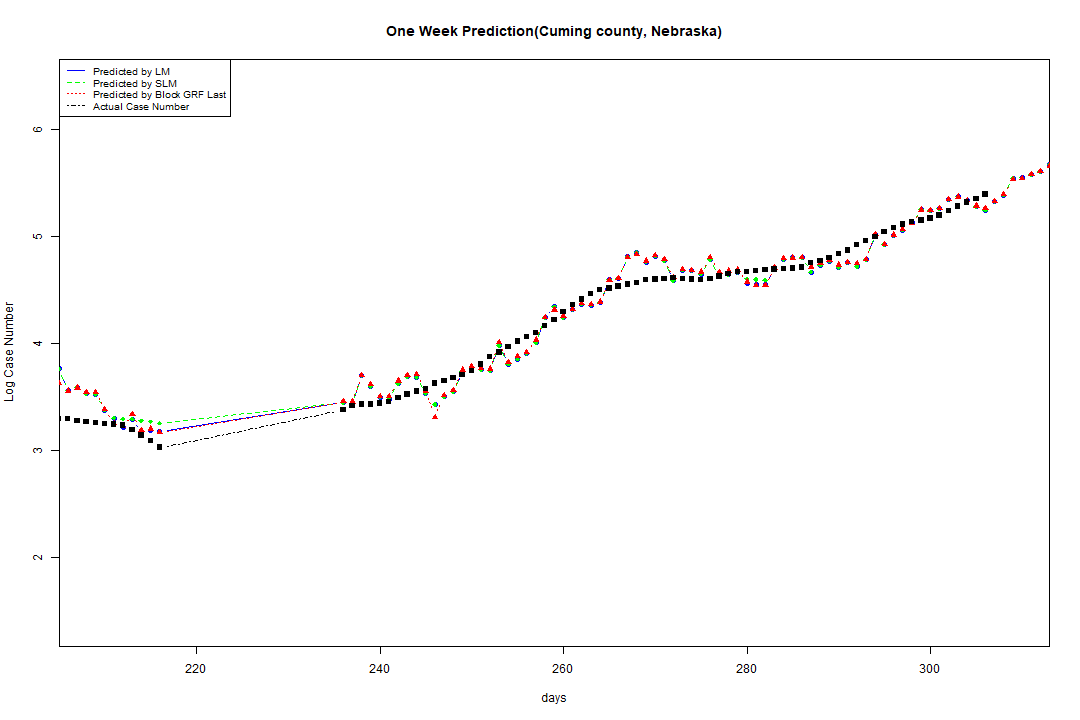 One Week Prediction(Cuming county, Nebraska)
Predicted by LM
Predicted by SLM
Predicted by Block GRF Last
Actual Case Number
6
5
4
3
2
Log Case Number
220
240
260
280
300
days